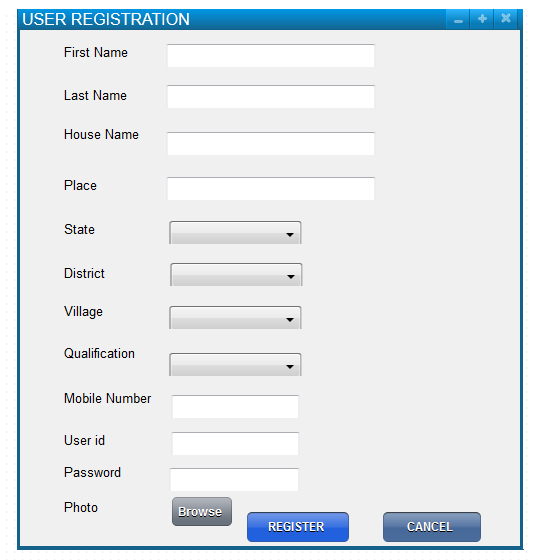 USER REGISTRATION
First Name
Last Name
House Name
Place
State
District
Village
Qualification
Mobile Number
User id
Password
Photo
Browse
REGISTER
CANCEL